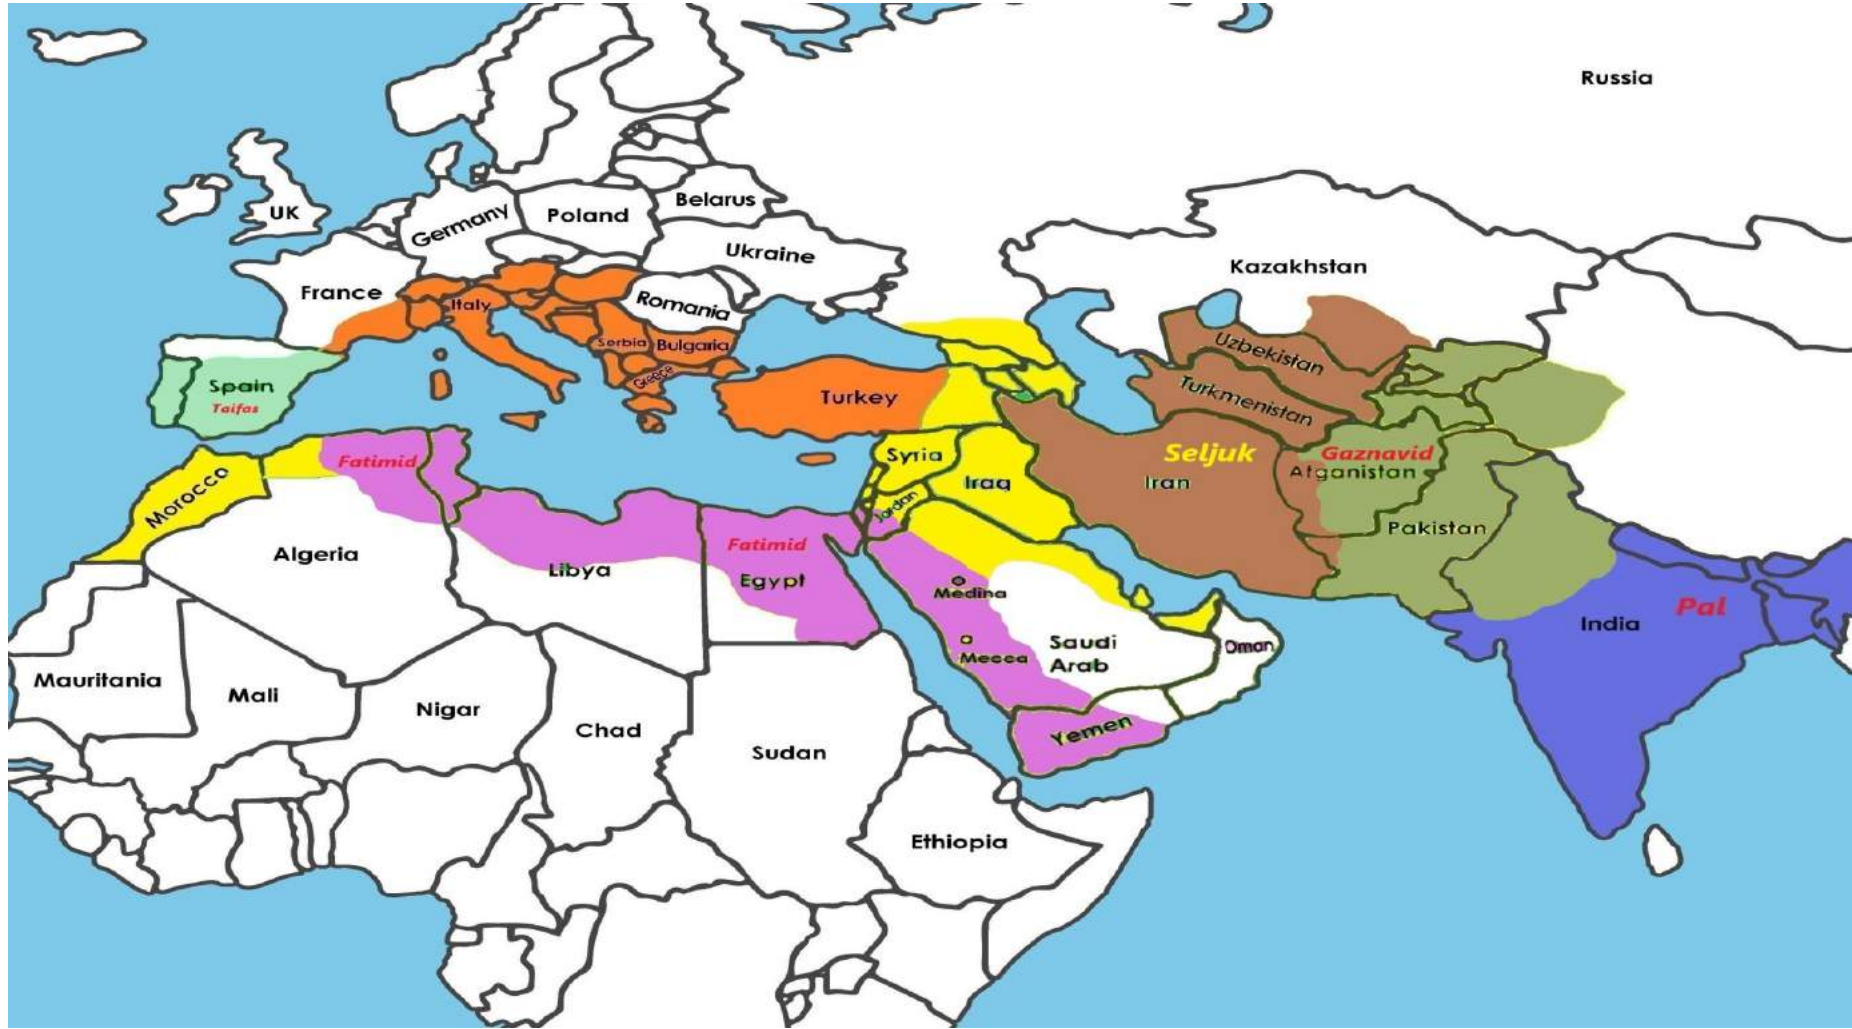 Russia
UK
Germany
Poland
Belarus
Ukraine
Kazakhstan
France
Italy
Romania
Serbia
Bulgaria
Greece
Uzbekistan
Turkmenistan
Spain
Taifas
Turkey
Morocco
Fatimid
Syria
Iraq
Jordan
Seljuk
Iran
Gaznavid
Afganistan
Pakistan
Algeria
Libya
Fatimid
Egypt
Medina
Mecca
Saudi
Arab
Oman
Yemen
India
Pal
Mauritania
Mali
Nigar
Chad
Sudan
Ethiopia